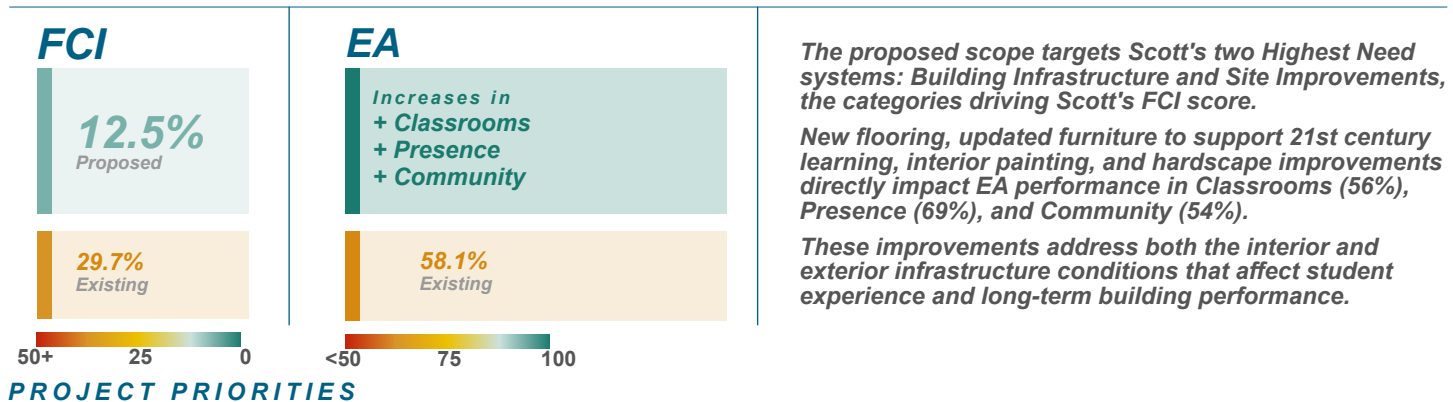 FCI
12.5%
Proposed
29.7%
Existing
50+ 25 0
EA
Increases in
+ Classrooms
+ Presence
+ Community
58.1%
Existing
<50 75 100
The proposed scope targets Scott's two Highest Need
systems: Building Infrastructure and Site Improvements,
the categories driving Scott's FCI score.
New flooring, updated furniture to support 21st century
learning, interior painting, and hardscape improvements
directly impact EA performance in Classrooms (56%),
Presence (69%), and Community (54%).
These improvements address both the interior and
exterior infrastructure conditions that affect student
experience and long-term building performance.
PROJECT PRIORITIES